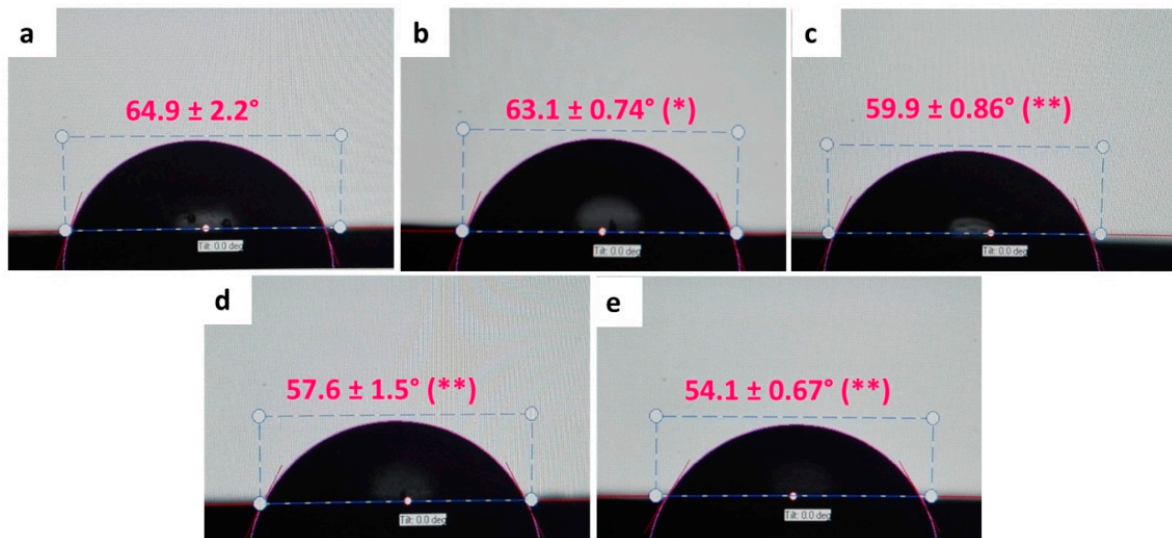 a
64.9 ± 2.2°
Tilt: 0.0 deg
b
63.1 ± 0.74° (*)
Tilt: 0.0 deg
c
59.9 ± 0.86° (**)
Tilt: 0.0 deg
d
57.6 ± 1.5° (**)
Tilt: 0.0 deg
e
54.1 ± 0.67° (**)
Tilt: 0.0 deg